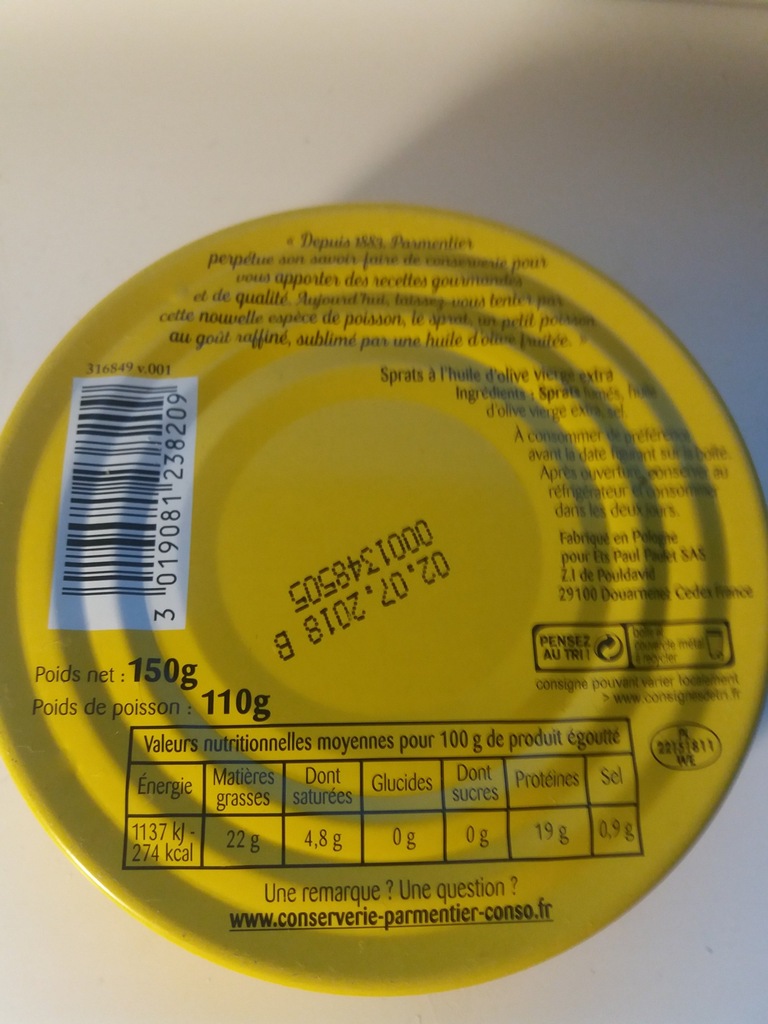 « Depuis 1883, Parmentier
perpétue son savoir faire de conserverie pour
vous apporter des recettes gourmandes
et de qualité. Aujourd'hui, laissez-vous tenter par
cette nouvelle espèce de poisson, le sprat, un petit poisson
au goût raffiné, sublimé par une huile d'olive fruitée. »
316849 v.001
3 019081 238209
Sprats à l'huile d'olive vierge extra
Ingrédients : Sprats fumés, huile
d'olive vierge extra, sel.
À consommer de préférence
avant la date figurant sur la boîte.
Après ouverture, conserver au
réfrigérateur et consommer
dans les deux jours.
Fabriqué en Pologne
pour Ets Paul Paulet SAS
Z.I de Pouldavid
29100 Douarnenez Cedex France
02.07.2018 B
0001348505
PENSEZ
AU TRI !
métal
à recycler
consigne pouvant varier localement
> www.consignesdetri.fr
Poids net : 150g
Poids de poisson : 110g
PL
WE
Valeurs nutritionnelles moyennes pour 100 g de produit égoutté
Énergie Matières grasses Dont saturées Glucides Dont sucres Protéines Sel
1137 kJ - 274 kcal 22 g 4,8 g 0 g 0 g 19 g 0,9 g
Une remarque ? Une question ?
www.conserverie-parmentier-conso.fr